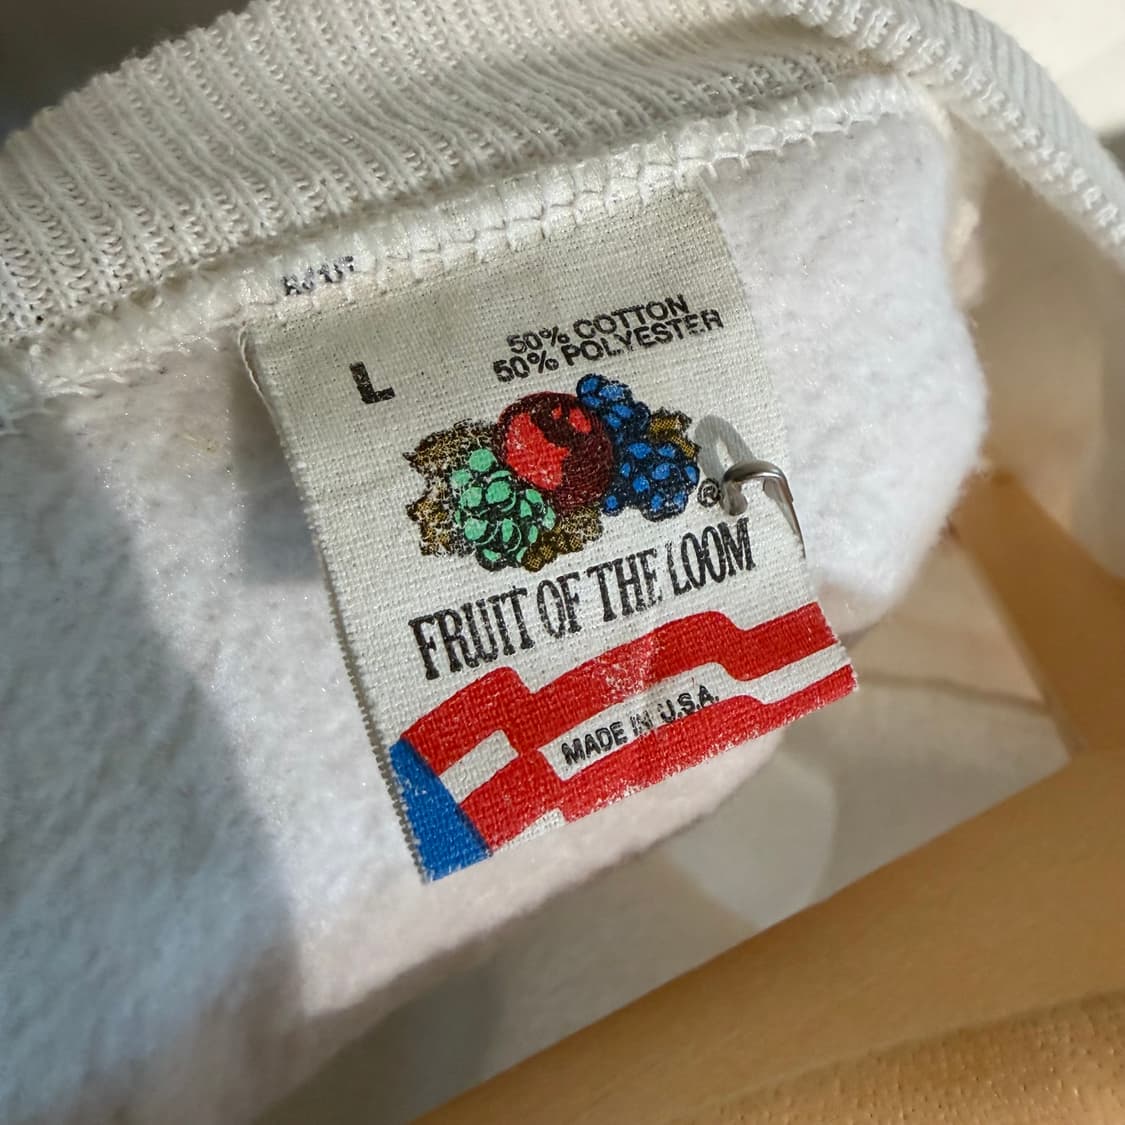 L
50% COTTON
50% POLYESTER
®
FRUIT OF THE LOOM
MADE IN U.S.A.